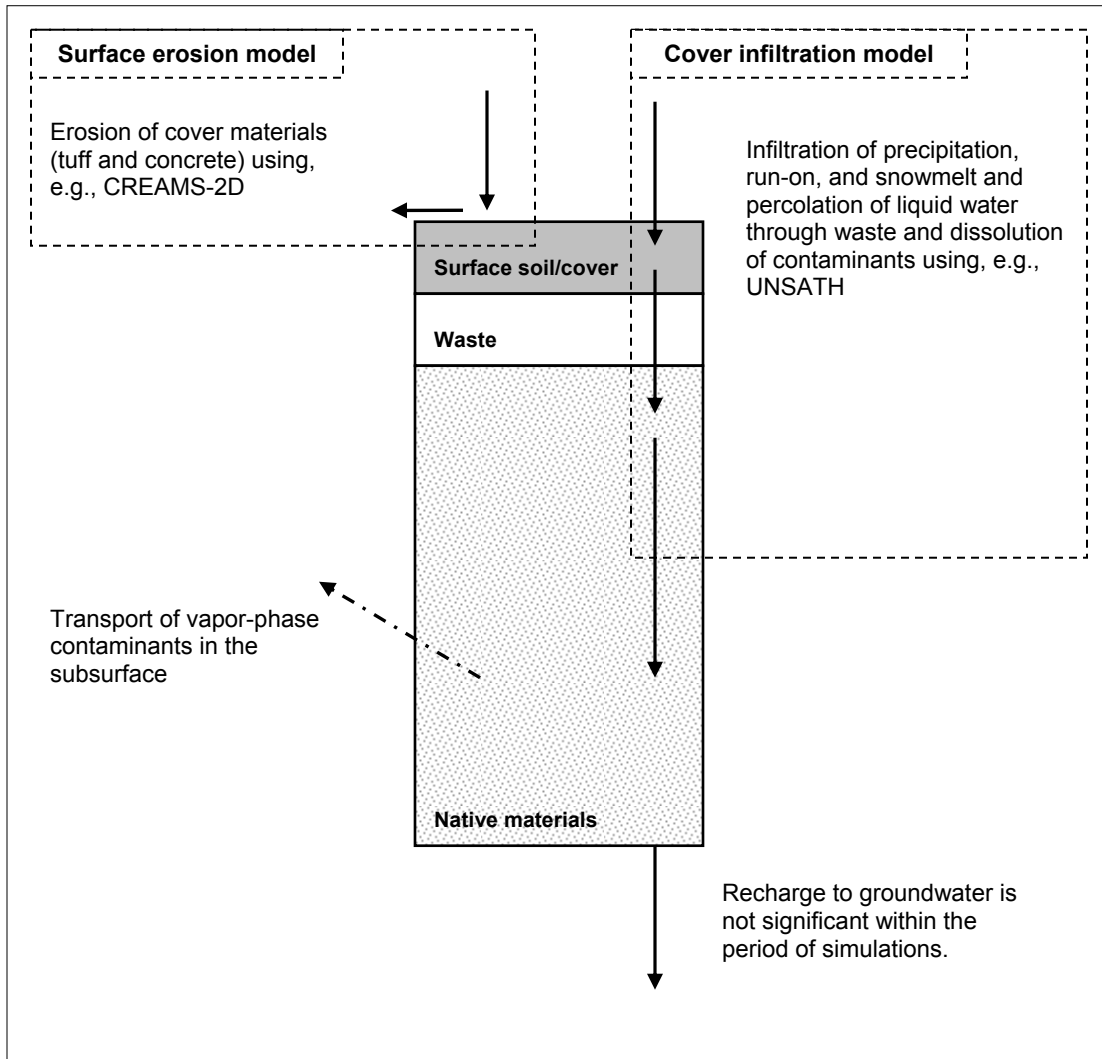 Surface erosion model
Erosion of cover materials
(tuff and concrete) using,
e.g., CREAMS-2D
Cover infiltration model
Infiltration of precipitation,
run-on, and snowmelt and
percolation of liquid water
through waste and dissolution
of contaminants using, e.g.,
UNSATH
Surface soil/cover
Waste
Transport of vapor-phase
contaminants in the
subsurface
Native materials
Recharge to groundwater is
not significant within the
period of simulations.